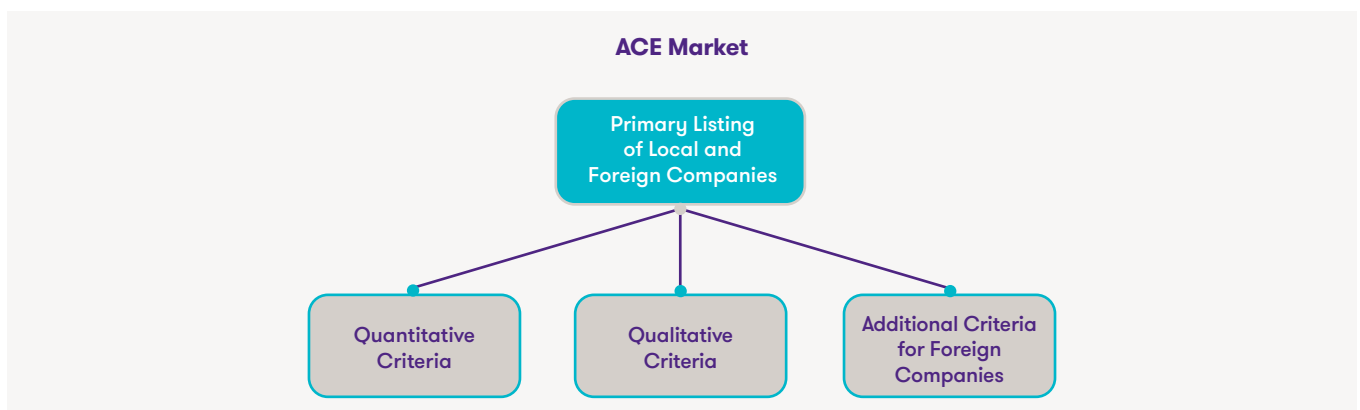 ACE Market
Primary Listing
of Local and
Foreign Companies
Quantitative
Criteria
Qualitative
Criteria
Additional Criteria
for Foreign
Companies